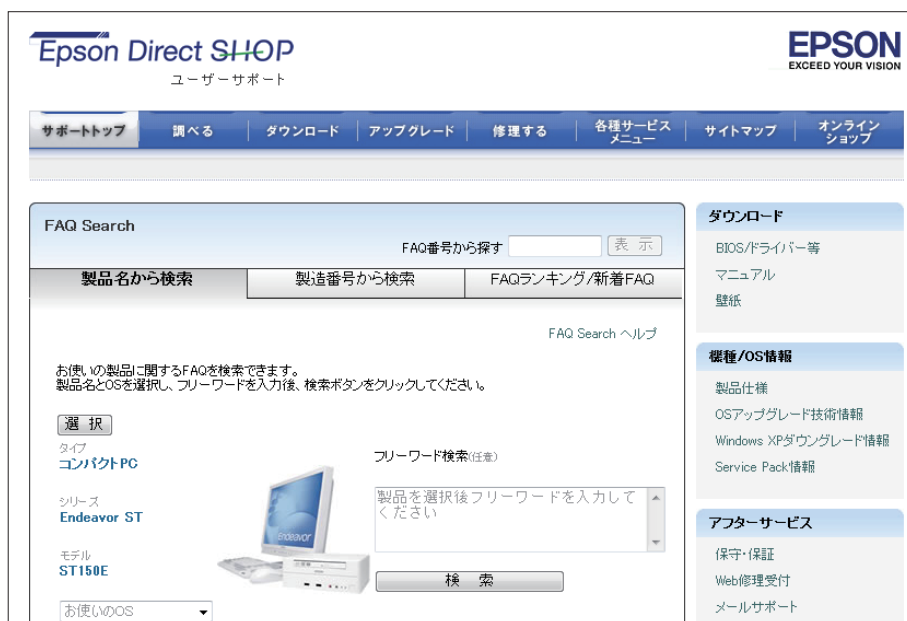 Epson Direct SHOP
ユーザーサポート
EPSON
EXCEED YOUR VISION
サポートトップ
調べる
ダウンロード
アップグレード
修理する
各種サービス
メニュー
サイトマップ
オンライン
ショップ
FAQ Search
FAQ番号から探す
表 示
製品名から検索
製造番号から検索
FAQランキング/新着FAQ
FAQ Search ヘルプ
お使いの製品に関するFAQを検索できます。
製品名とOSを選択し、フリーワードを入力後、検索ボタンをクリックしてください。
選 択
タイプ
コンパクトPC
シリーズ
Endeavor ST
モデル
ST150E
お使いのOS
フリーワード検索(任意)
製品を選択後フリーワードを入力して
ください
検 索
Endeavor
ダウンロード
BIOS/ドライバー等
マニュアル
壁紙
機種/OS情報
製品仕様
OSアップグレード技術情報
Windows XPダウングレード情報
Service Pack情報
アフターサービス
保守・保証
Web修理受付
メールサポート